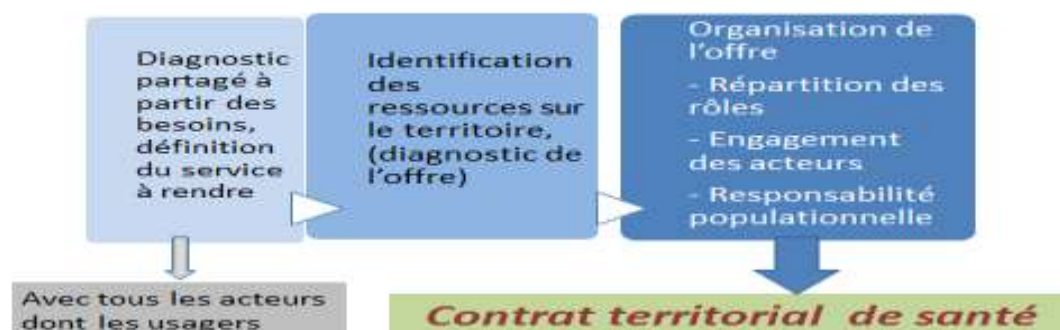 Diagnostic
partagé à
partir des
besoins,
définition
du service
à rendre
Identification
des
ressources sur
le territoire,
(diagnostic de
l'offre)
Organisation de
l'offre
- Répartition des
rôles
- Engagement
des acteurs
- Responsabilité
populationnelle
Avec tous les acteurs
dont les usagers
Contrat territorial de santé